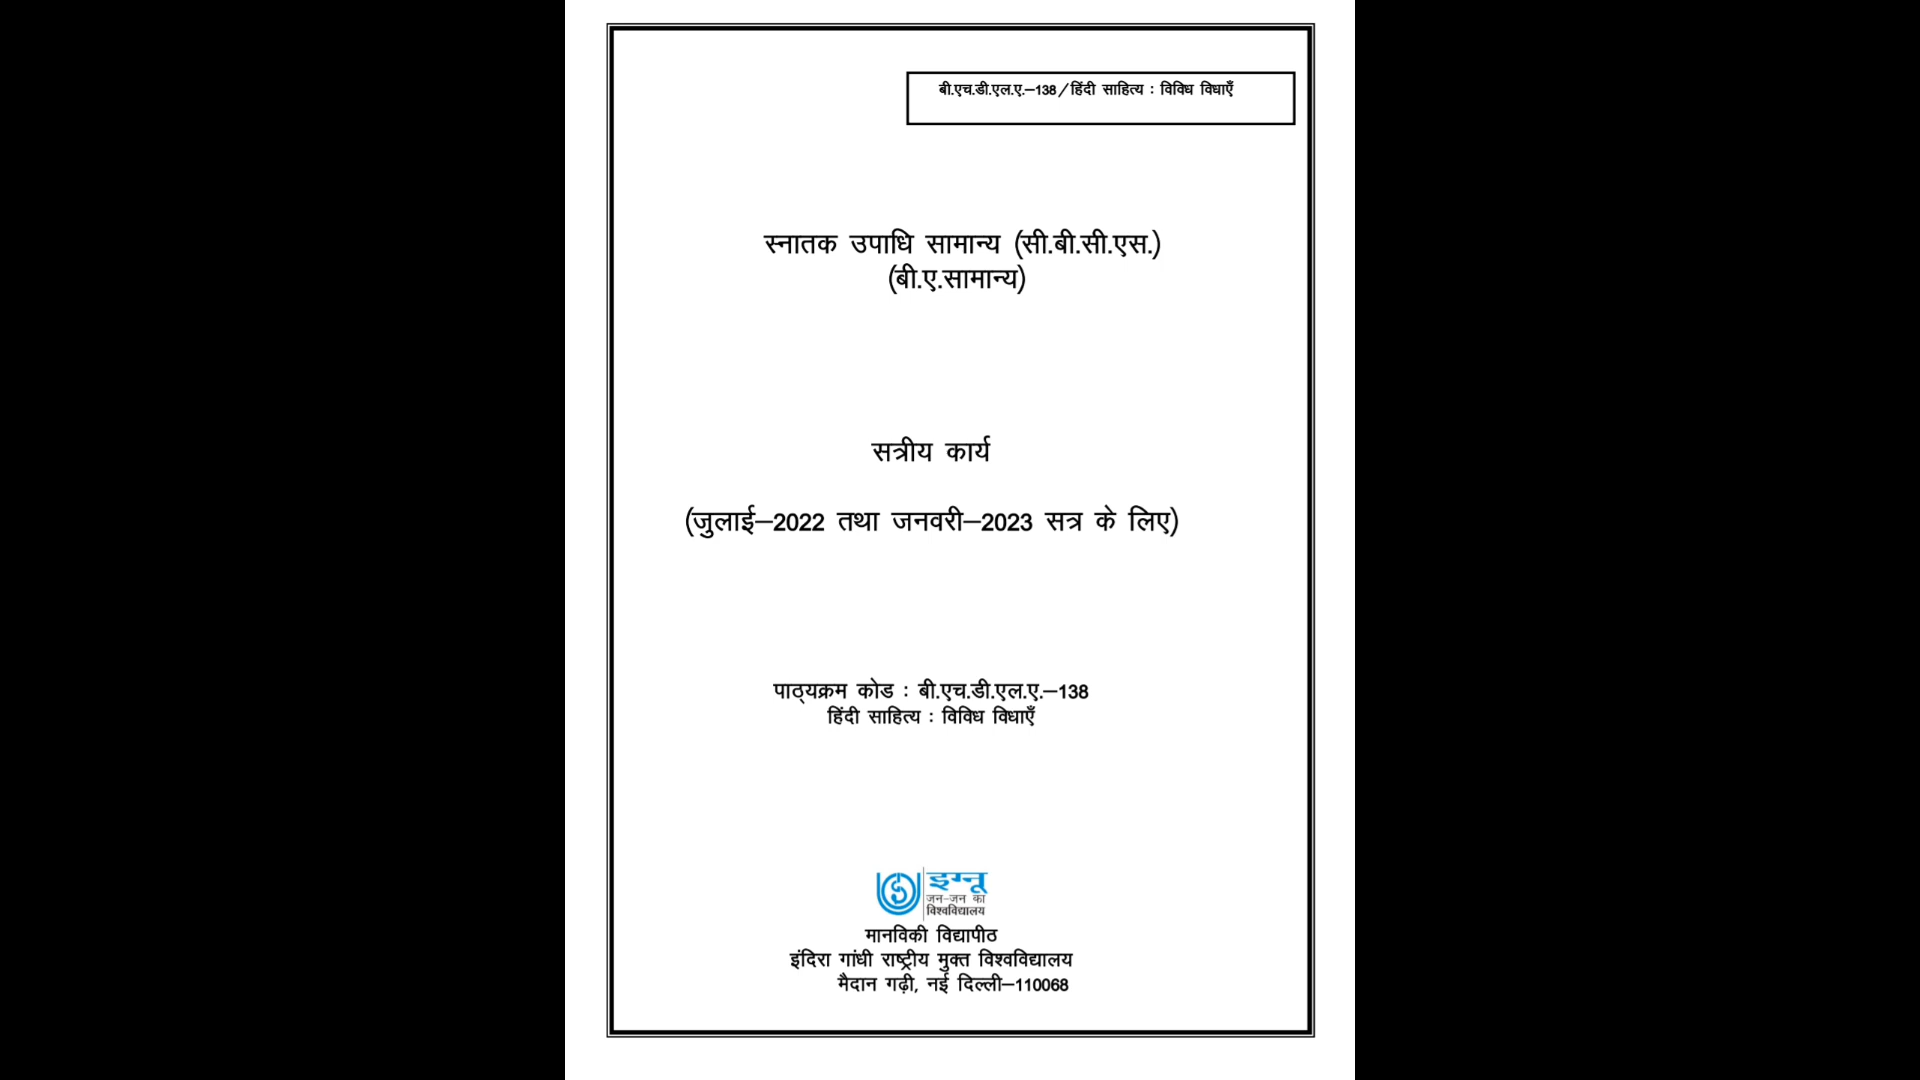 बी.एच.डी.एल.ए.–138/हिंदी साहित्य : विविध विधाएँ
स्नातक उपाधि सामान्य (सी.बी.सी.एस.)
(बी.ए.सामान्य)
सत्रीय कार्य
(जुलाई–2022 तथा जनवरी–2023 सत्र के लिए)
पाठ्यक्रम कोड : बी.एच.डी.एल.ए.–138
हिंदी साहित्य : विविध विधाएँ
इग्नू
जन-जन का
विश्वविद्यालय
मानविकी विद्यापीठ
इंदिरा गांधी राष्ट्रीय मुक्त विश्वविद्यालय
मैदान गढ़ी, नई दिल्ली–110068